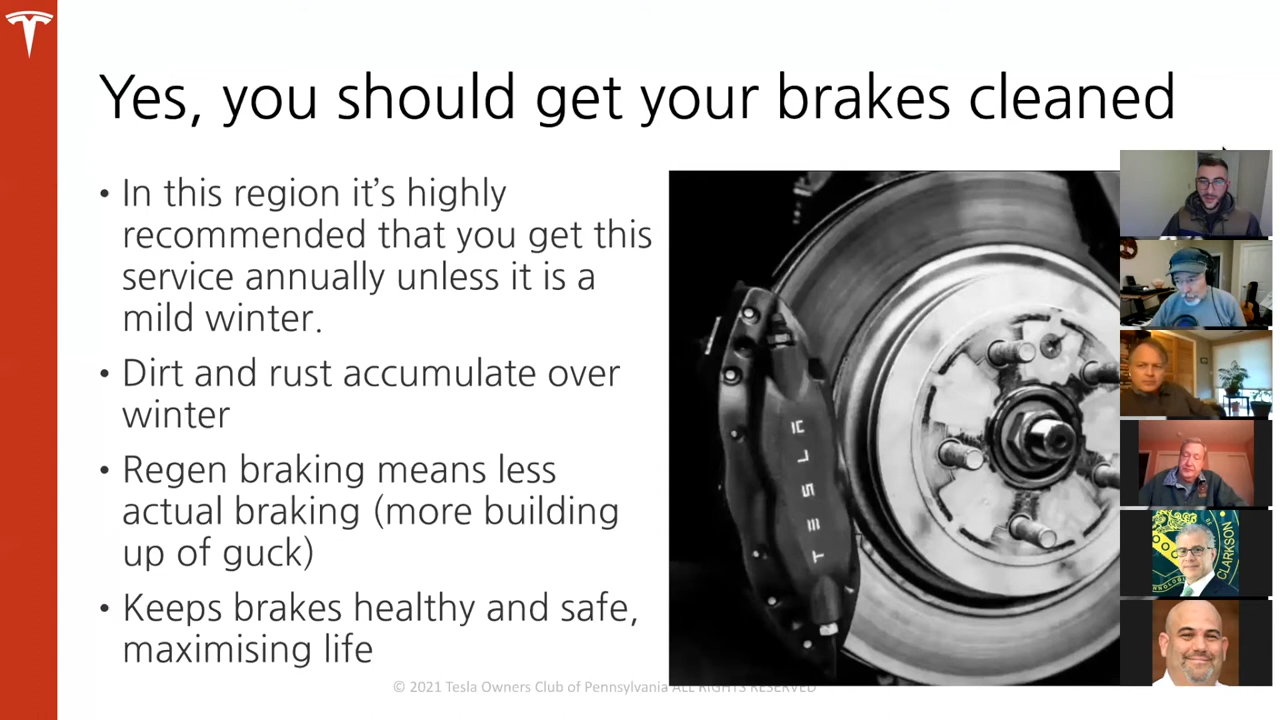 Yes, you should get your brakes cleaned
• In this region it’s highly
recommended that you get this
service annually unless it is a
mild winter.
• Dirt and rust accumulate over
winter
• Regen braking means less
actual braking (more building
up of guck)
• Keeps brakes healthy and safe,
maximising life
TESLA
CLARKSON
© 2021 Tesla Owners Club of Pennsylvania ALL RIGHTS RESERVED